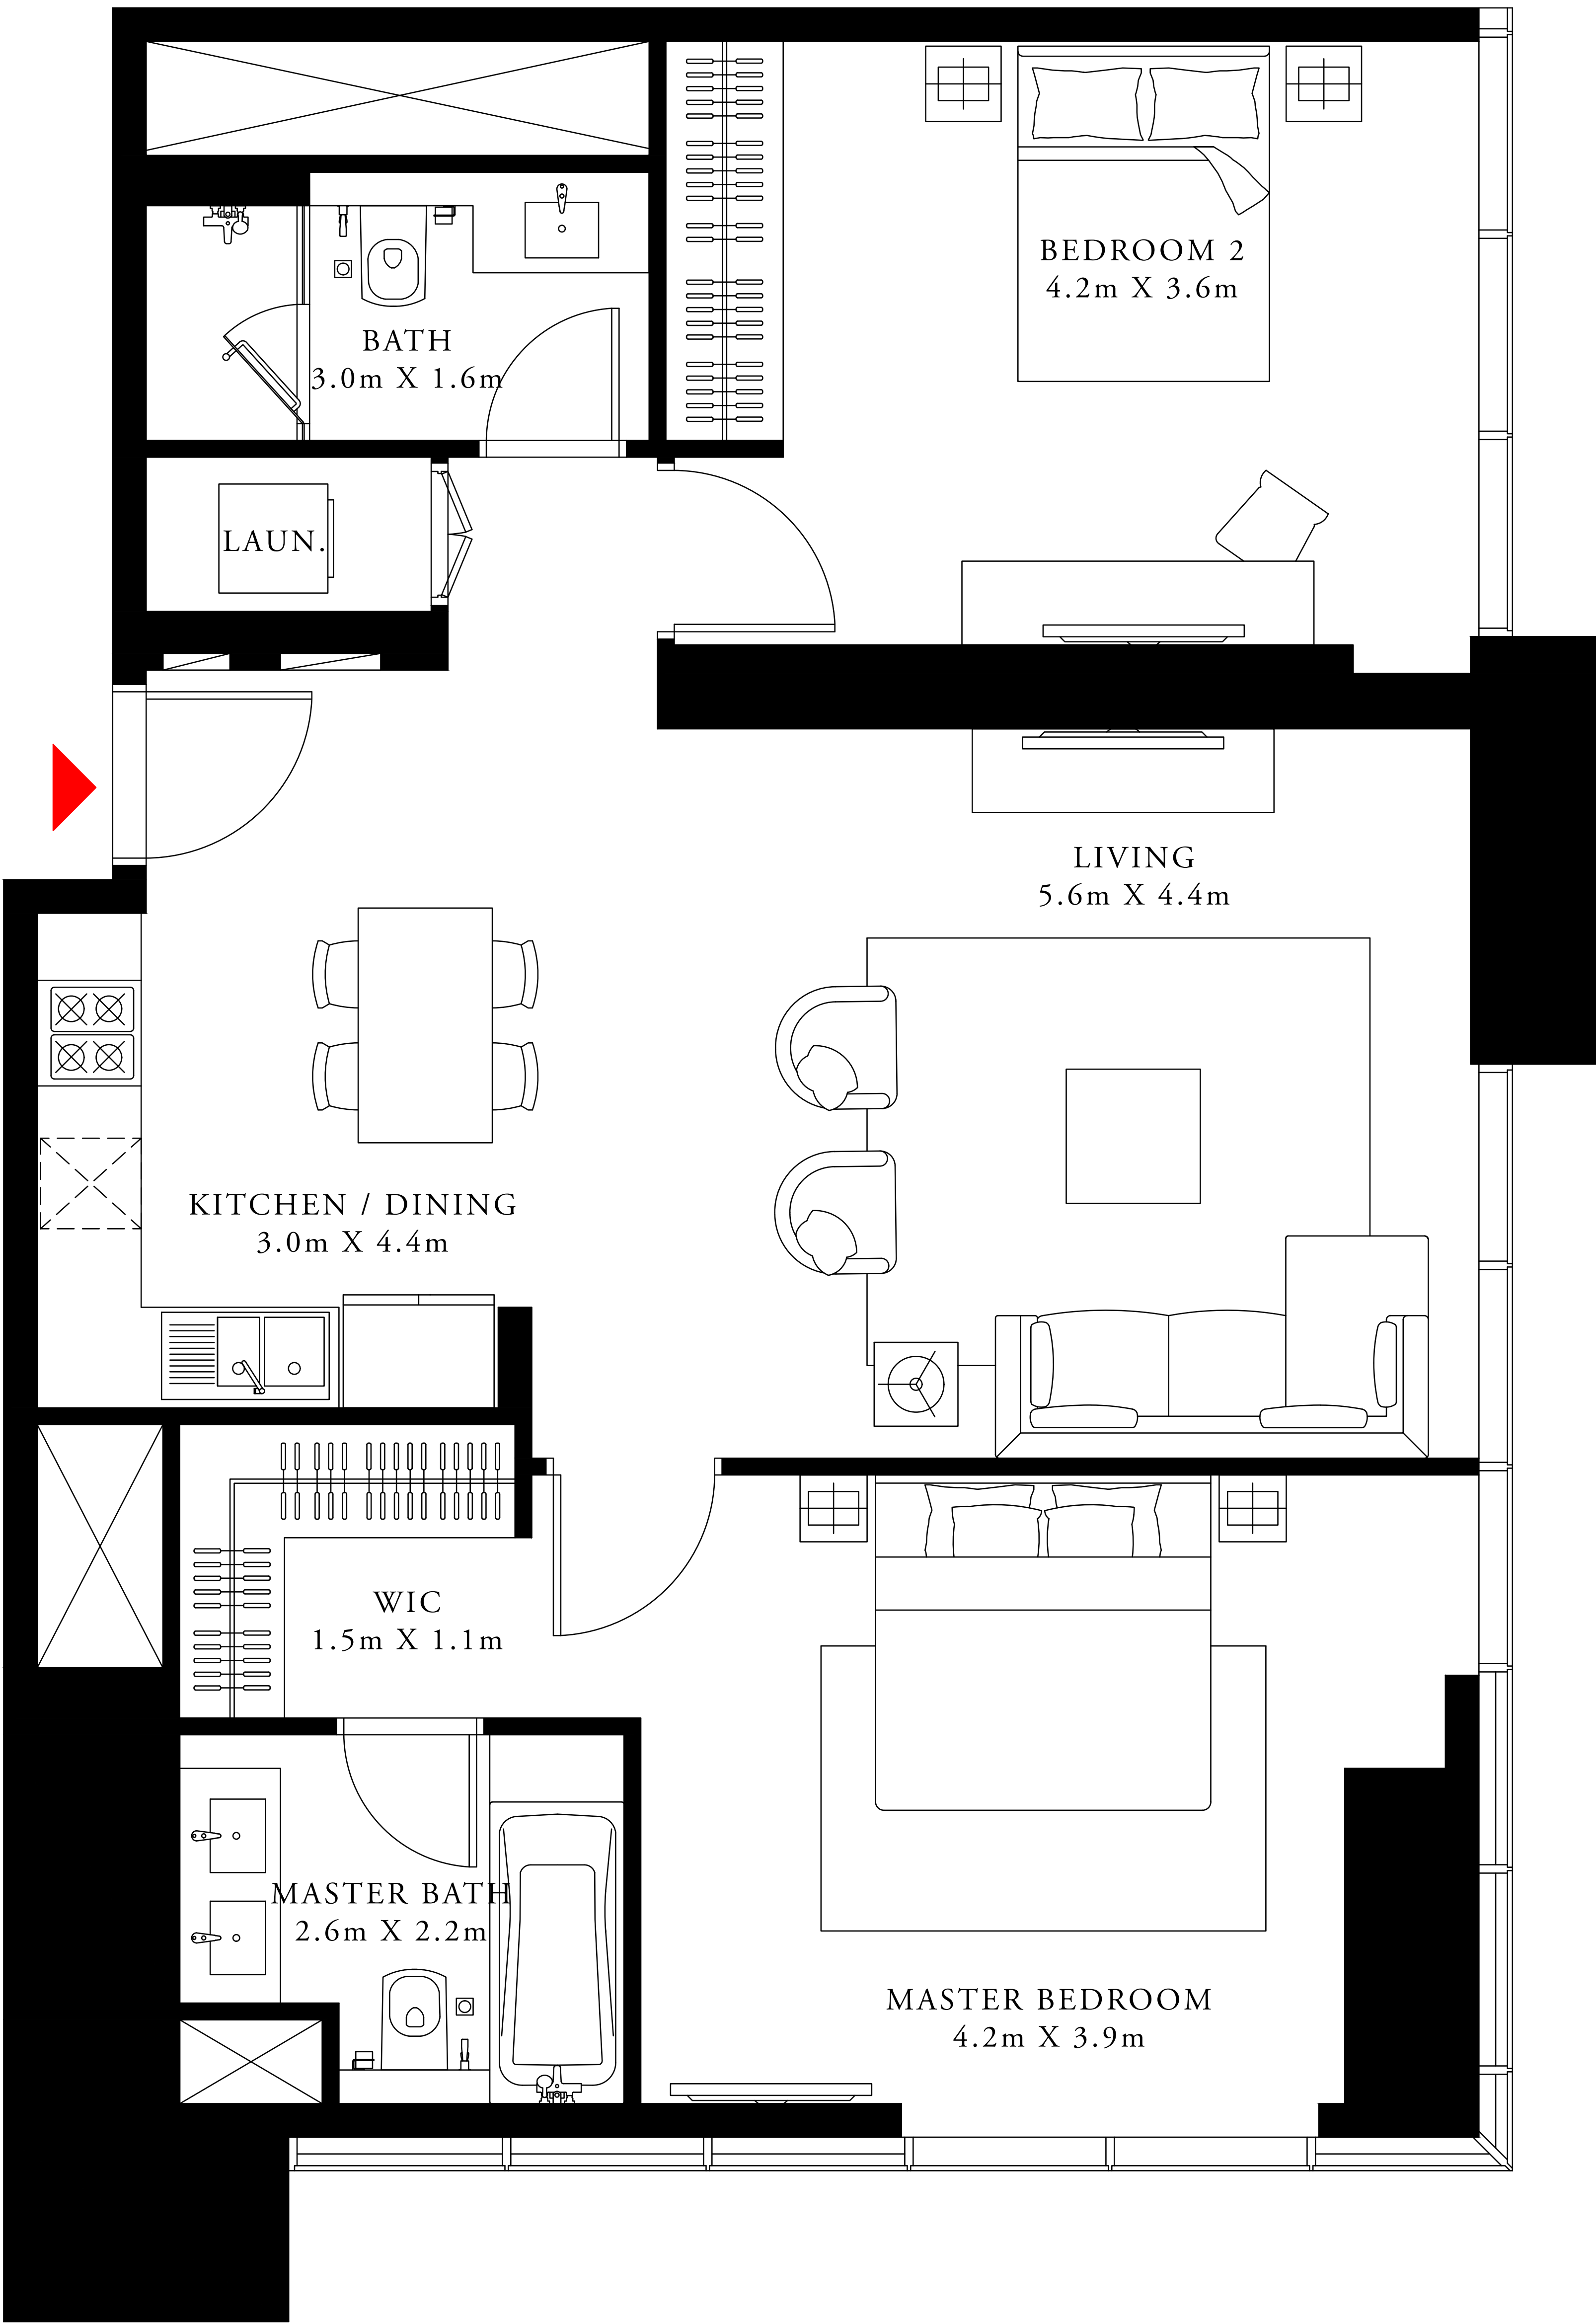 BEDROOM 2
4.2m X 3.6m
BATH
3.0m X 1.6m
LAUN.
LIVING
5.6m X 4.4m
KITCHEN / DINING
3.0m X 4.4m
WIC
1.5m X 1.1m
MASTER BATH
2.6m X 2.2m
MASTER BEDROOM
4.2m X 3.9m